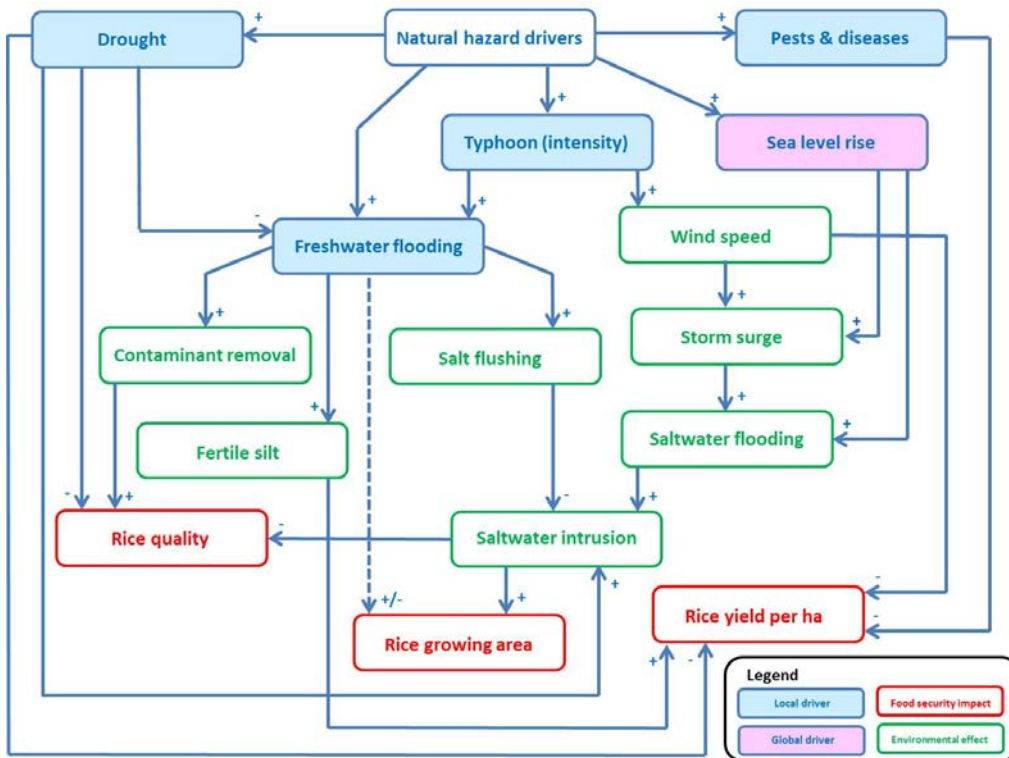 +
+
Drought
Natural hazard drivers
Pests & diseases
+
+
Typhoon (intensity)
Sea level rise
+
+
+
-
Freshwater flooding
Wind speed
+
+
+
+
Contaminant removal
Salt flushing
Storm surge
+
+
+
Fertile silt
Saltwater flooding
-
+
-
+
Rice quality
-
Saltwater intrusion
+
-
+/-
+
Rice growing area
Rice yield per ha
-
+
-
Legend
Local driver
Food security impact
Global driver
Environmental effect